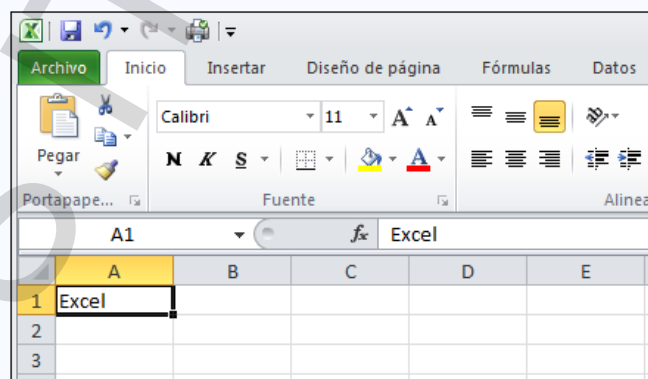 Archivo Inicio Insertar Diseño de página Fórmulas Datos
Calibri 11 A A
Pegar N K S A
Portapape... Fuente Alinea
A1 fx Excel
A B C D E
1 Excel
2
3